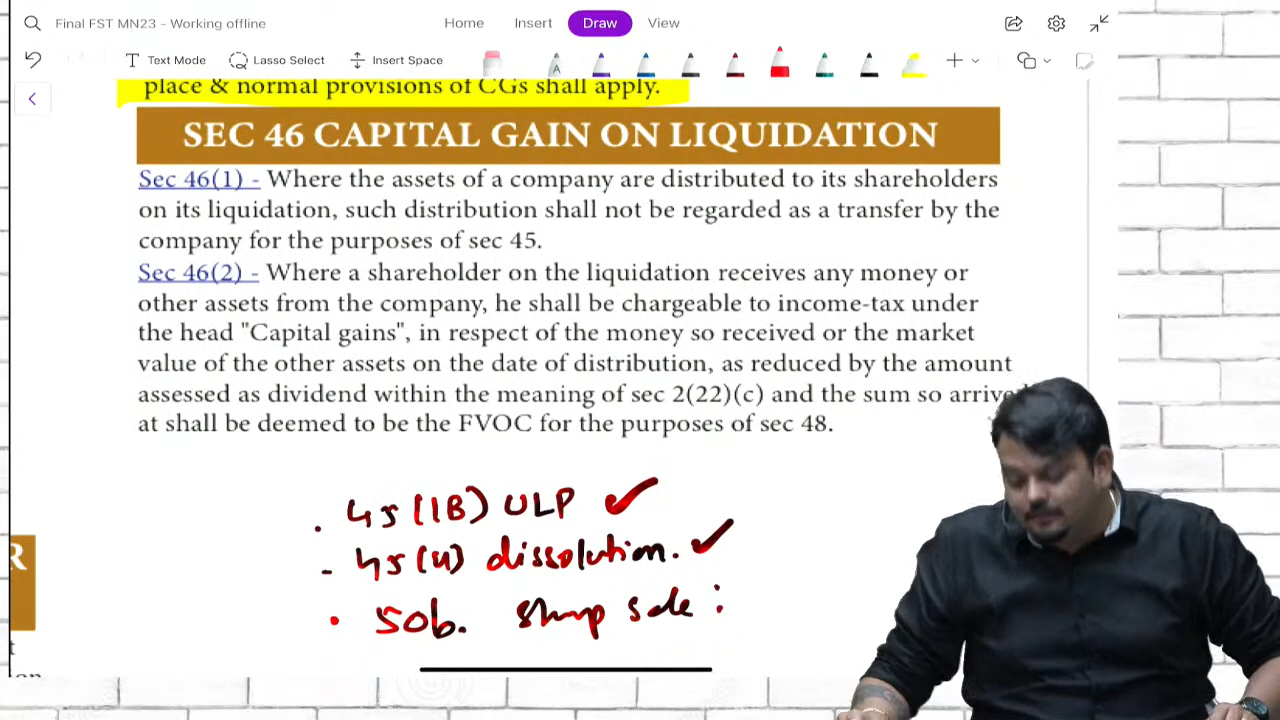 Final FST MN23 - Working offline
Home Insert Draw View
Text Mode Lasso Select Insert Space
A
place & normal provisions of CGs shall apply.
SEC 46 CAPITAL GAIN ON LIQUIDATION
Sec 46(1) - Where the assets of a company are distributed to its shareholders
on its liquidation, such distribution shall not be regarded as a transfer by the
company for the purposes of sec 45.
Sec 46(2) - Where a shareholder on the liquidation receives any money or
other assets from the company, he shall be chargeable to income-tax under
the head "Capital gains", in respect of the money so received or the market
value of the other assets on the date of distribution, as reduced by the amount
assessed as dividend within the meaning of sec 2(22)(c) and the sum so arrive
at shall be deemed to be the FVOC for the purposes of sec 48.
. 45(1B) ULP ✓
- 45(4) dissolution. ✓
R
. 50b. slump sale :